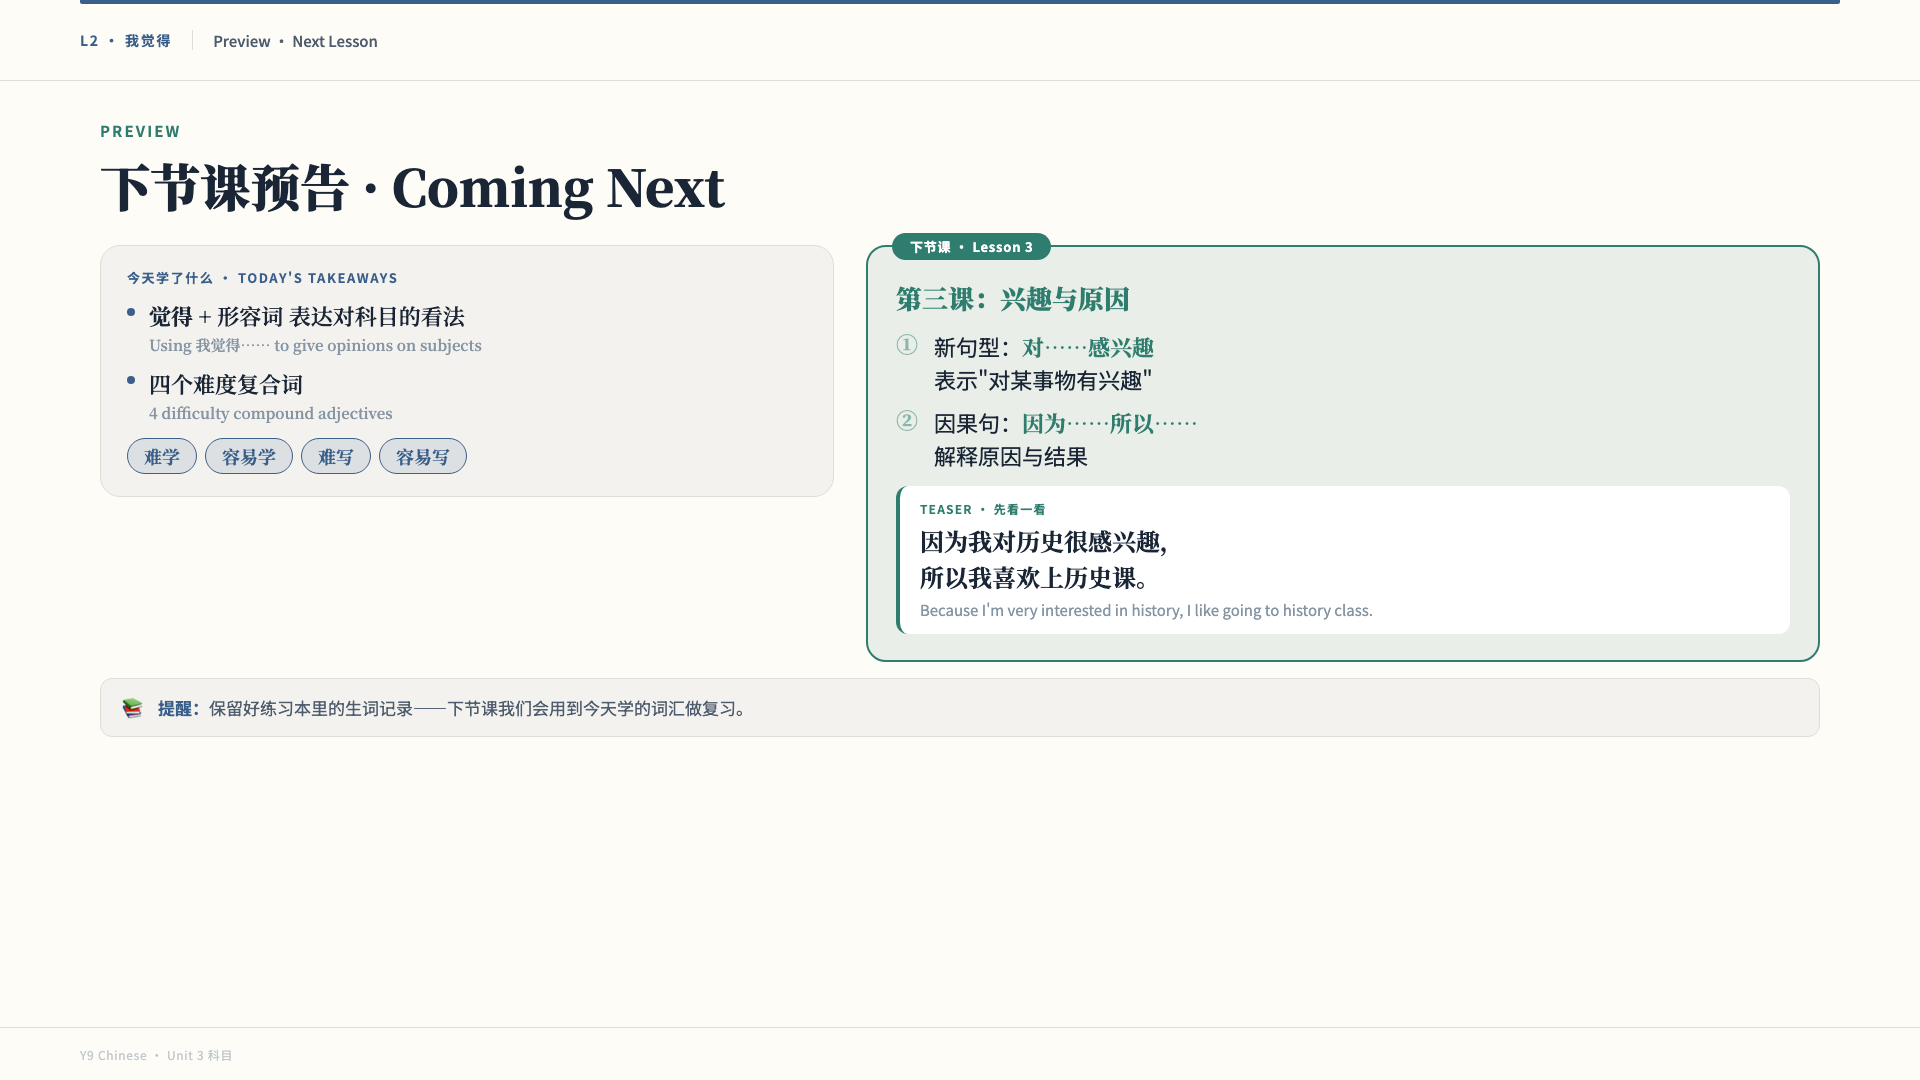 L2 • 我觉得
Preview • Next Lesson
PREVIEW
下节课预告 · Coming Next
今天学了什么 • TODAY'S TAKEAWAYS
觉得 + 形容词 表达对科目的看法
Using 我觉得…… to give opinions on subjects
四个难度复合词
4 difficulty compound adjectives
难学 容易学 难写 容易写
下节课 • Lesson 3
第三课：兴趣与原因
① 新句型：对……感兴趣
表示"对某事物有兴趣"
② 因果句：因为……所以……
解释原因与结果
TEASER • 先看一看
因为我对历史很感兴趣，
所以我喜欢上历史课。
Because I'm very interested in history, I like going to history class.
提醒：保留好练习本里的生词记录——下节课我们会用到今天学的词汇做复习。
Y9 Chinese • Unit 3 科目